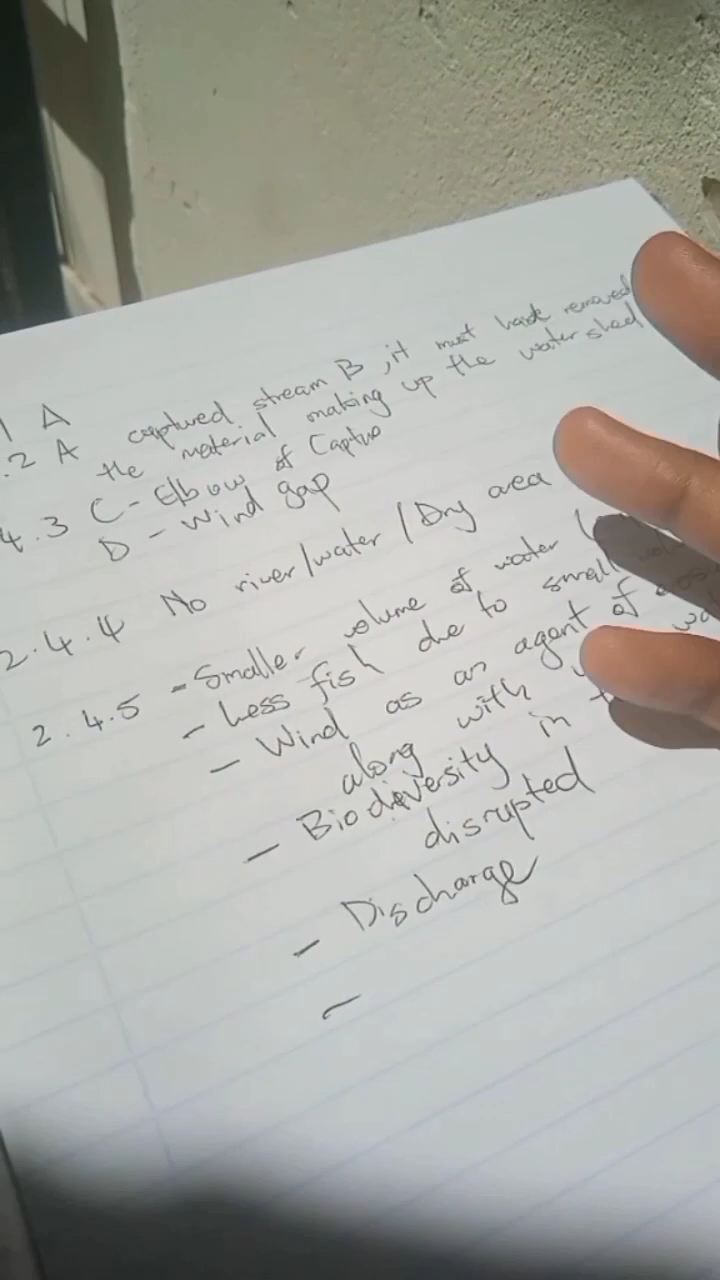 1 A
.2 A captured stream B, it must have removed
the material making up the watershed
4.3 C - Elbow of Captue
D - Wind gap
2.4.4 No river/water / Dry area
2.4.5 - Smaller volume of water
- Less fish due to small
- Wind as an agent of
along with
- Biodiversity in
disrupted
- Discharge
-